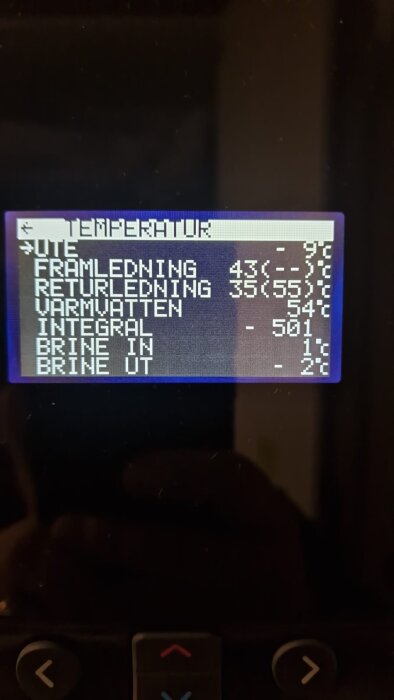 ← TEMPERATUR
→UTE - 9°C
FRAMLEDNING 43(--)°C
RETURLEDNING 35(55)°C
VARMVATTEN 54°C
INTEGRAL - 501
BRINE IN 1°C
BRINE UT - 2°C